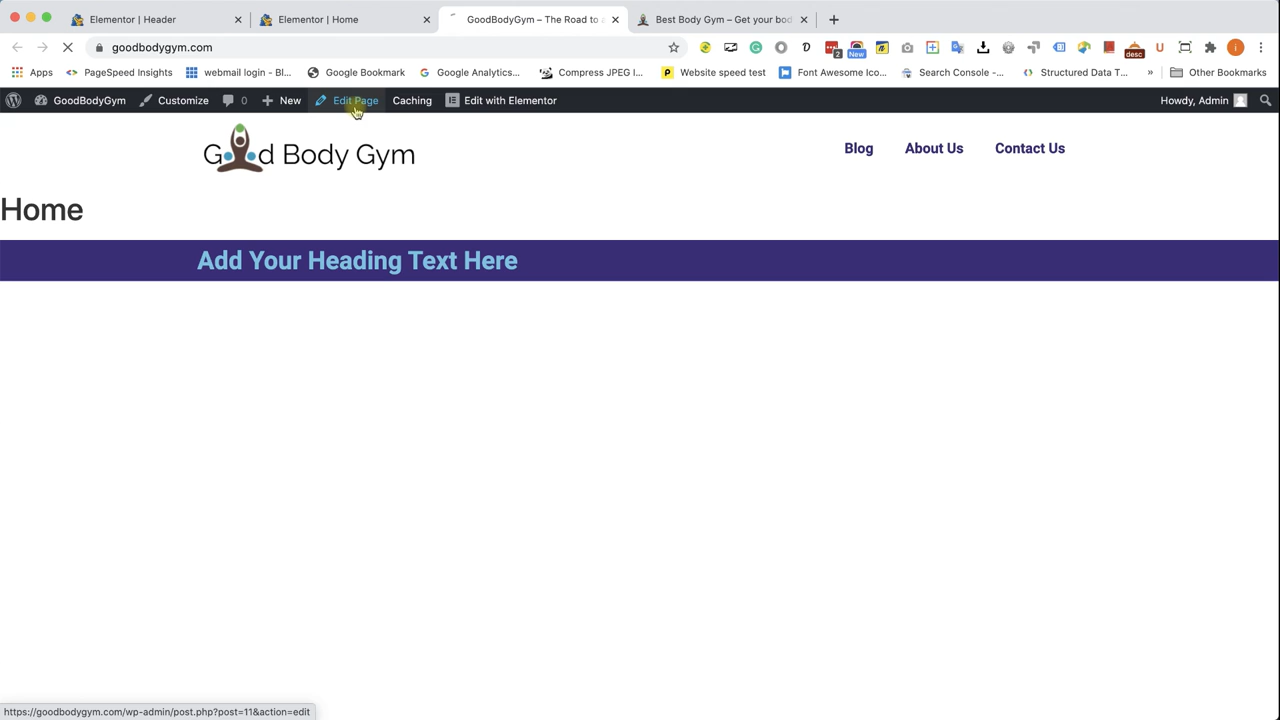 Elementor | Header
Elementor | Home
GoodBodyGym – The Road to a
Best Body Gym – Get your bod
goodbodygym.com
2
New
desc
Apps
PageSpeed Insights
webmail login - Bl...
Google Bookmark
Google Analytics...
Compress JPEG I...
Website speed test
Font Awesome Ico...
Search Console -...
Structured Data T...
»
Other Bookmarks
GoodBodyGym
Customize
0
New
Edit Page
Caching
Edit with Elementor
Howdy, Admin
Good Body Gym
Blog
About Us
Contact Us
Home
Add Your Heading Text Here
https://goodbodygym.com/wp-admin/post.php?post=11&action=edit